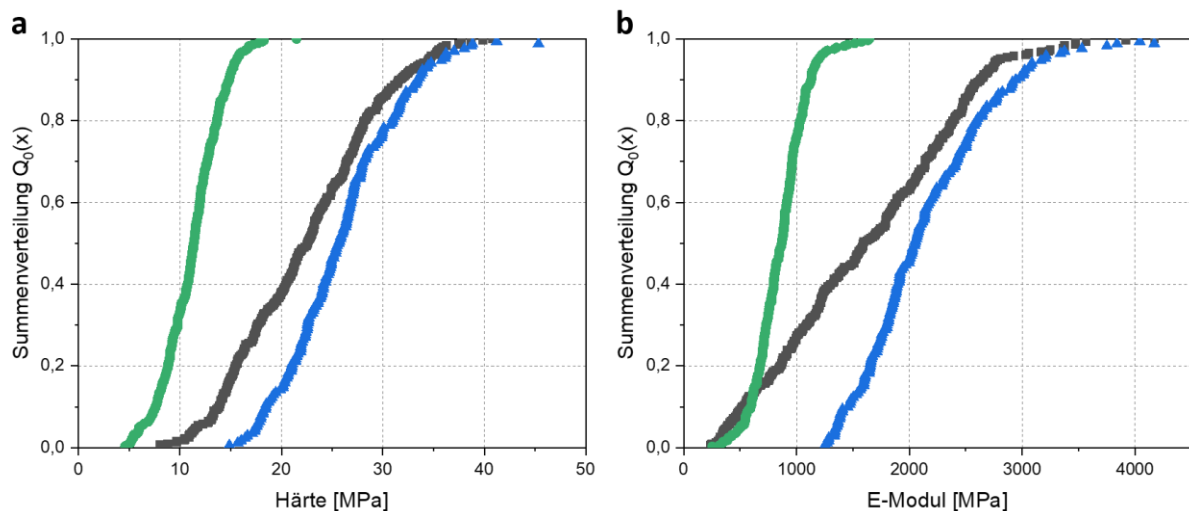 a
1,0
0,8
0,6
0,4
0,2
0,0
Summenverteilung Q₀(x)
0 10 20 30 40 50
Härte [MPa]
b
1,0
0,8
0,6
0,4
0,2
0,0
Summenverteilung Q₀(x)
0 1000 2000 3000 4000
E-Modul [MPa]